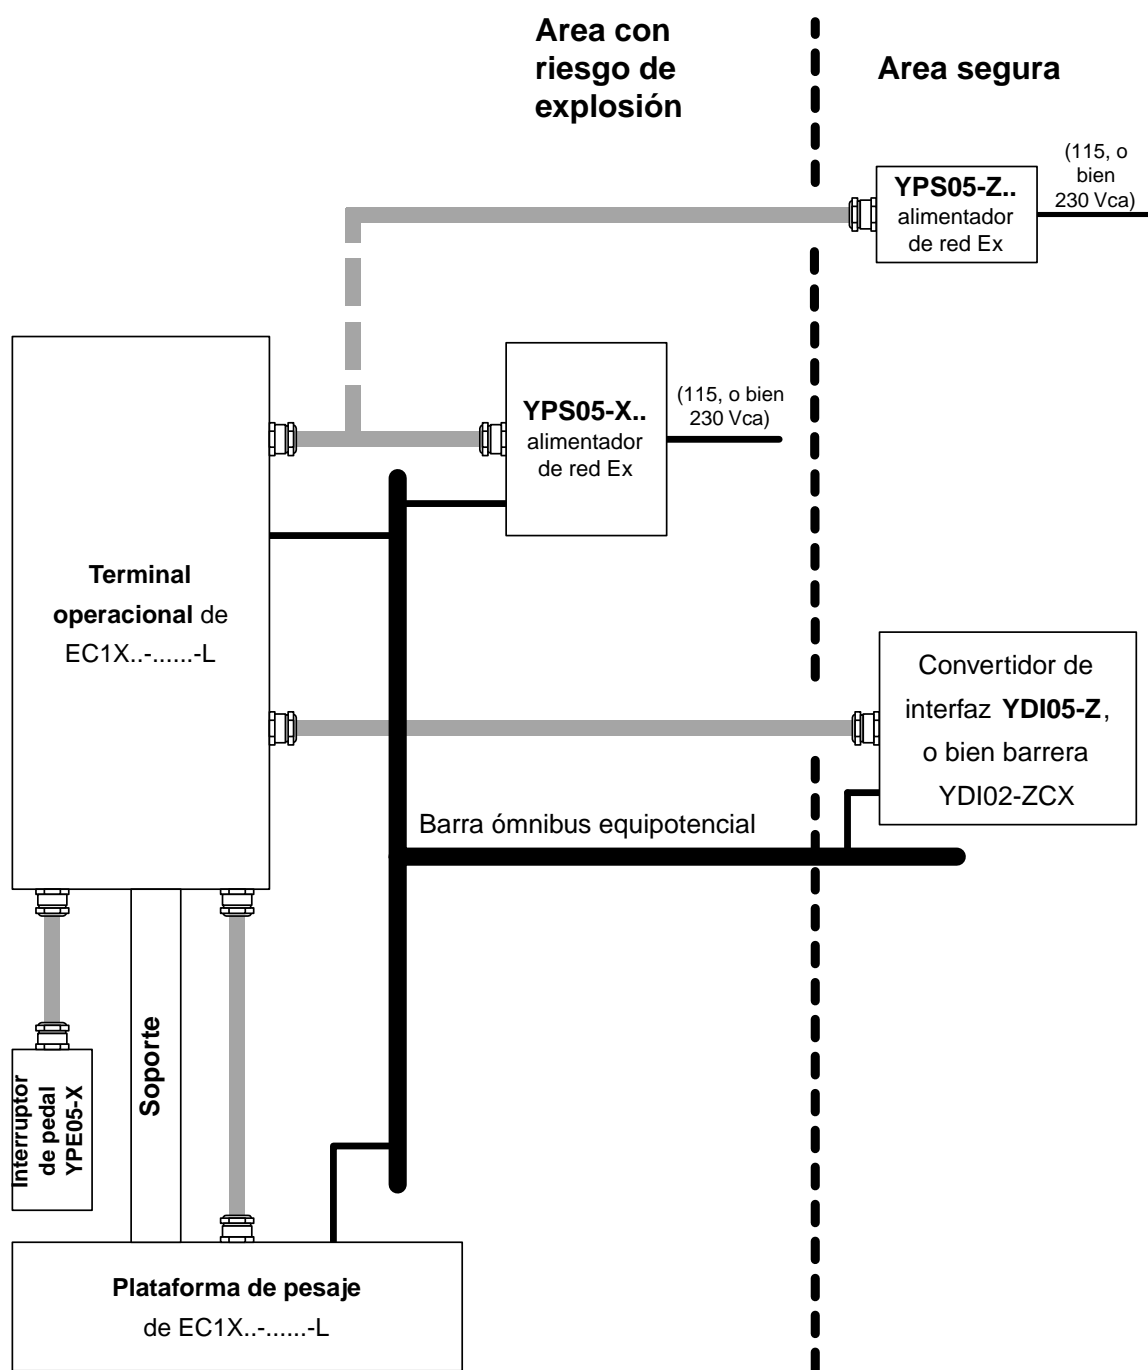 Area con
riesgo de
explosión
Area segura
(115, o
bien
230 Vca)
YPS05-Z..
alimentador
de red Ex
YPS05-X..
alimentador
de red Ex
(115, o bien
230 Vca)
Terminal
operacional de
EC1X..-......-L
Convertidor de
interfaz YDI05-Z,
o bien barrera
YDI02-ZCX
Barra ómnibus equipotencial
Soporte
Interruptor
de pedal
YPE05-X
Plataforma de pesaje
de EC1X..-......-L